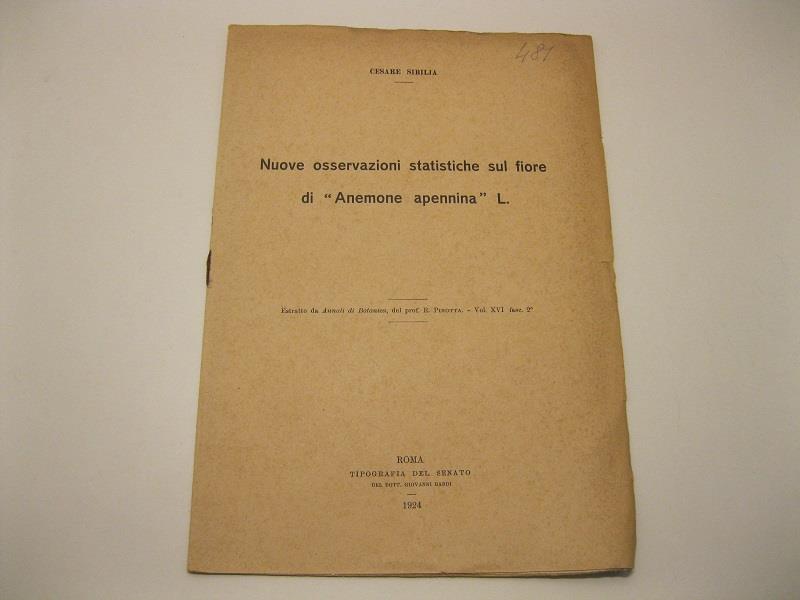 481
CESARE SIBILIA
Nuove osservazioni statistiche sul fiore
di “Anemone apennina” L.
Estratto da Annali di Botanica, del prof. R. PIROTTA. - Vol. XVI fasc. 2°
ROMA
TIPOGRAFIA DEL SENATO
DEL DOTT. GIOVANNI BARDI
1924